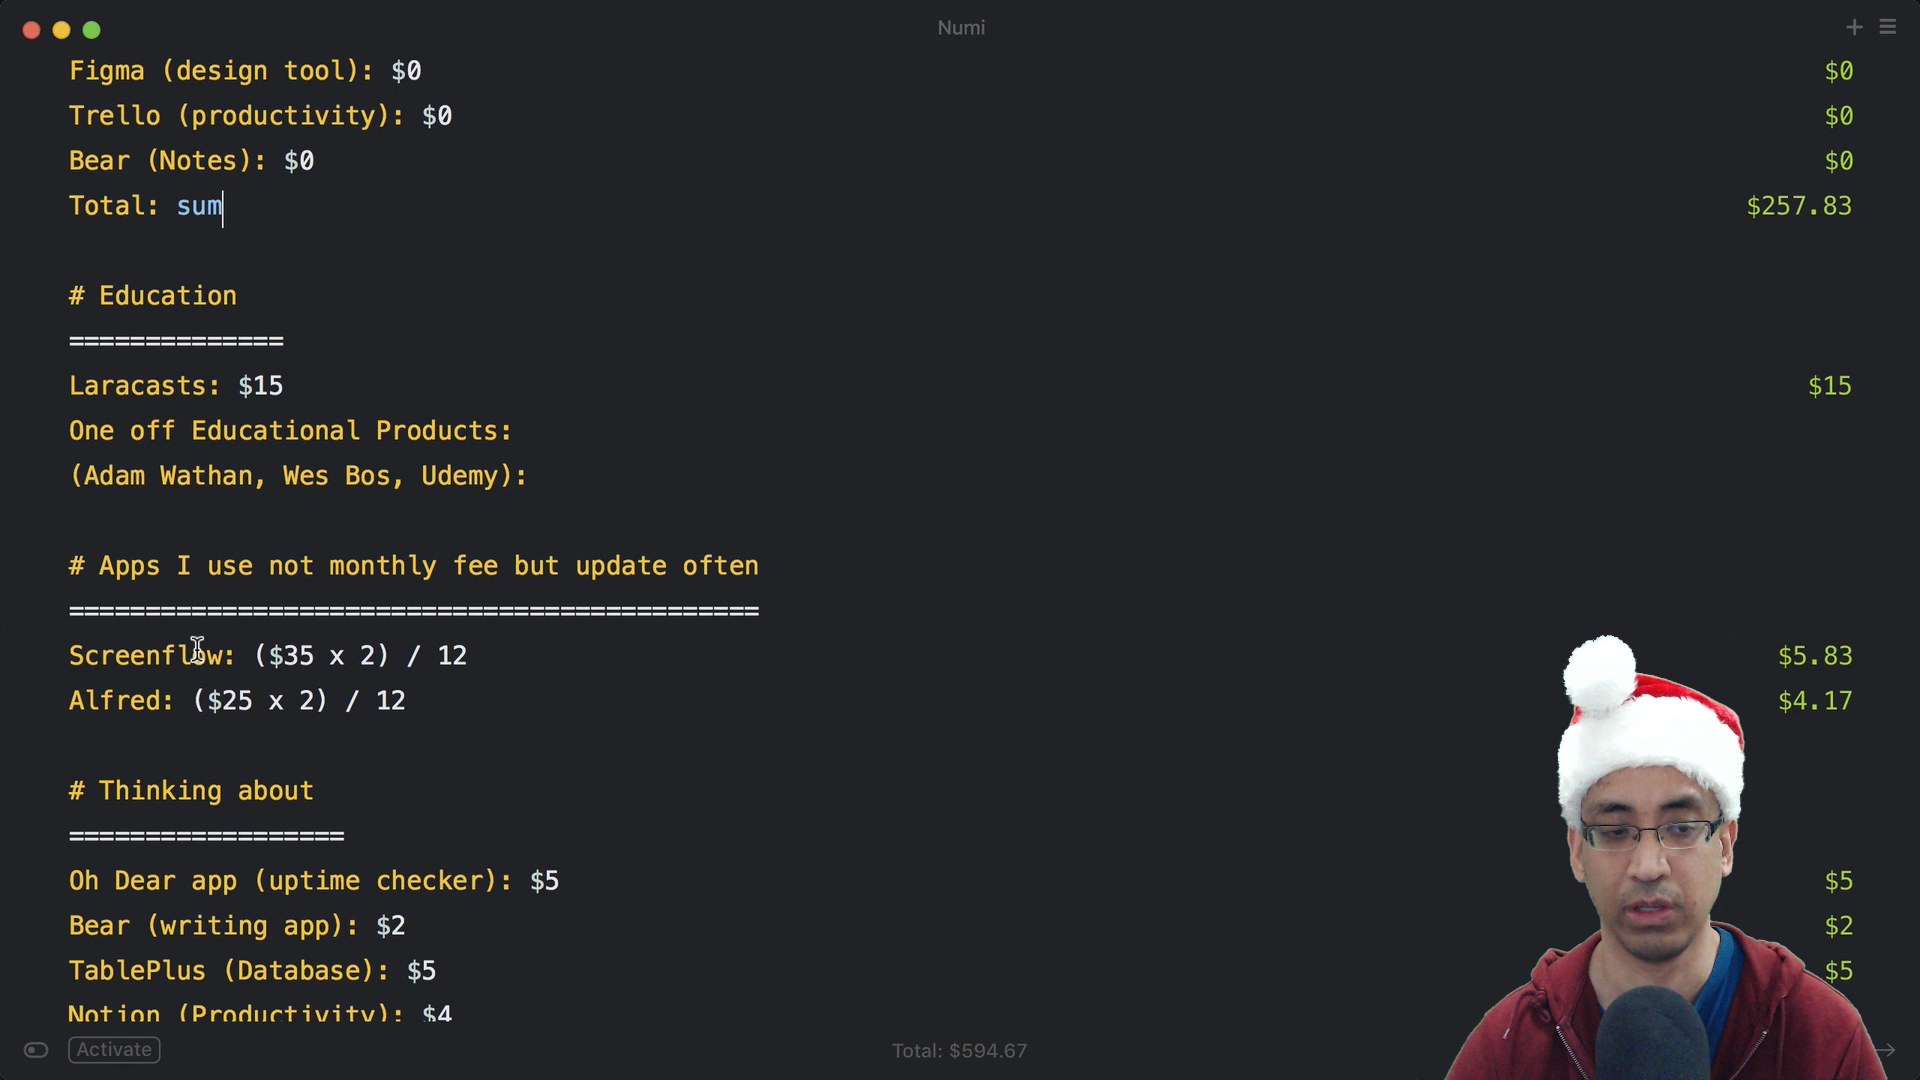 Numi
Figma (design tool): $0 $0
Trello (productivity): $0 $0
Bear (Notes): $0 $0
Total: sum $257.83
# Education
==============
Laracasts: $15 $15
One off Educational Products:
(Adam Wathan, Wes Bos, Udemy):
# Apps I use not monthly fee but update often
=============================================
Screenflow: ($35 x 2) / 12 $5.83
Alfred: ($25 x 2) / 12 $4.17
# Thinking about
==================
Oh Dear app (uptime checker): $5 $5
Bear (writing app): $2 $2
TablePlus (Database): $5 $5
Notion (Productivity): $4
Activate Total: $594.67